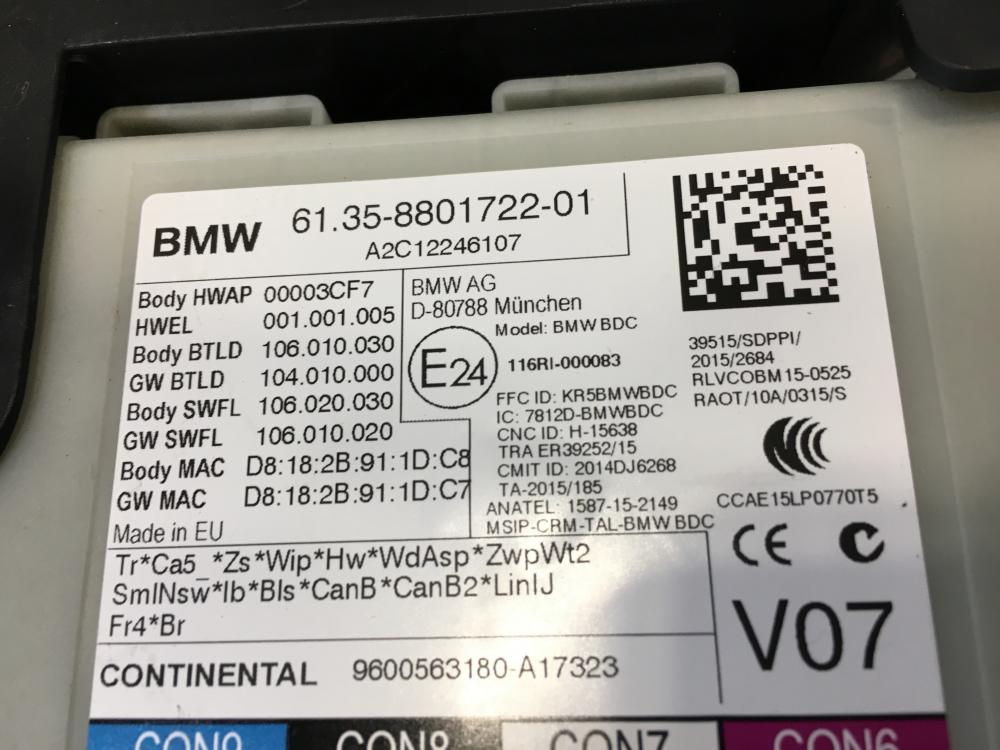 BMW 61.35-8801722-01
A2C12246107
Body HWAP 00003CF7
HWEL 001.001.005
Body BTLD 106.010.030
GW BTLD 104.010.000
Body SWFL 106.020.030
GW SWFL 106.010.020
Body MAC D8:18:2B:91:1D:C8
GW MAC D8:18:2B:91:1D:C7
Made in EU
BMW AG
D-80788 München
Model: BMW BDC
E24 116RI-000083
FFC ID: KR5BMWBDC
IC: 7812D-BMWBDC
CNC ID: H-15638
TRA ER39252/15
CMIT ID: 2014DJ6268
TA-2015/185
ANATEL: 1587-15-2149
MSIP-CRM-TAL-BMW BDC
39515/SDPPI/
2015/2684
RLVCOBM15-0525
RAOT/10A/0315/S
CCAE15LP0770T5
CE
V07
Tr*Ca5_*Zs*Wip*Hw*WdAsp*ZwpWt2
SmlNsw*Ib*Bls*CanB*CanB2*LinIJ
Fr4*Br
CONTINENTAL 9600563180-A17323
CON9 CON8 CON7 CON6